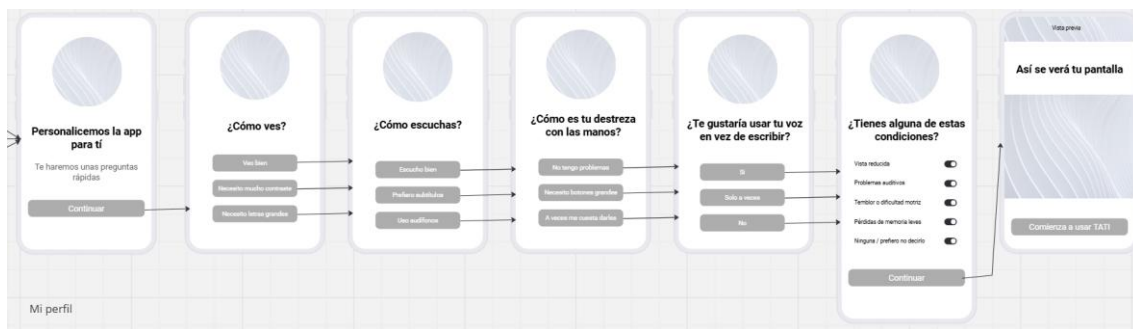 Personalicemos la app
para tí
Te haremos unas preguntas
rápidas
Continuar
¿Cómo ves?
Veo bien
Necesito mucho contraste
Necesito letras grandes
¿Cómo escuchas?
Escucho bien
Prefiero subtítulos
Uso audífonos
¿Cómo es tu destreza
con las manos?
No tengo problemas
Necesito botones grandes
A veces me cuesta darles
¿Te gustaría usar tu voz
en vez de escribir?
Si
Solo a veces
No
¿Tienes alguna de estas
condiciones?
Vista reducida
Problemas auditivos
Temblor o dificultad motriz
Pérdidas de memoria leves
Ninguna / prefiero no decirlo
Continuar
Vista previa
Así se verá tu pantalla
Comienza a usar TATI
Mi perfil